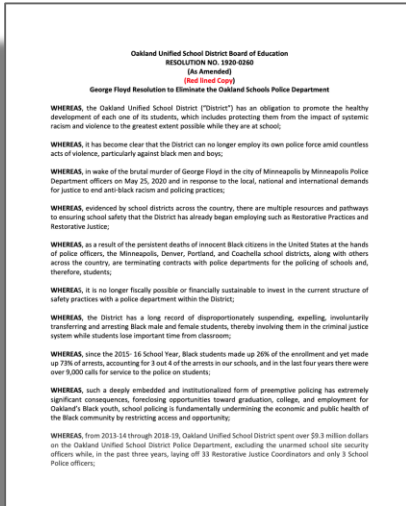 Oakland Unified School District Board of Education
RESOLUTION NO. 1920-0260
(As Amended)
(Red lined Copy)
George Floyd Resolution to Eliminate the Oakland Schools Police Department
WHEREAS, the Oakland Unified School District ("District") has an obligation to promote the healthy
development of each one of its students, which includes protecting them from the impact of systemic
racism and violence to the greatest extent possible while they are at school;
WHEREAS, it has become clear that the District can no longer employ its own police force amid countless
acts of violence, particularly against black men and boys;
WHEREAS, in wake of the brutal murder of George Floyd in the city of Minneapolis by Minneapolis Police
Department officers on May 25, 2020 and in response to the local, national and international demands
for justice to end anti-black racism and policing practices;
WHEREAS, evidenced by school districts across the country, there are multiple resources and pathways
to ensuring school safety that the District has already began employing such as Restorative Practices and
Restorative Justice;
WHEREAS, as a result of the persistent deaths of innocent Black citizens in the United States at the hands
of police officers, the Minneapolis, Denver, Portland, and Coachella school districts, along with others
across the country, are terminating contracts with police departments for the policing of schools and,
therefore, students;
WHEREAS, it is no longer fiscally possible or financially sustainable to invest in the current structure of
safety practices with a police department within the District;
WHEREAS, the District has a long record of disproportionately suspending, expelling, involuntarily
transferring and arresting Black male and female students, thereby involving them in the criminal justice
system while students lose important time from classroom;
WHEREAS, since the 2015- 16 School Year, Black students made up 26% of the enrollment and yet made
up 73% of arrests, accounting for 3 out 4 of the arrests in our schools, and in the last four years there were
over 9,000 calls for service to the police on students;
WHEREAS, such a deeply embedded and institutionalized form of preemptive policing has extremely
significant consequences, foreclosing opportunities toward graduation, college, and employment for
Oakland's Black youth, school policing is fundamentally undermining the economic and public health of
the Black community by restricting access and opportunity;
WHEREAS, from 2013-14 through 2018-19, Oakland Unified School District spent over $9.3 million dollars
on the Oakland Unified School District Police Department, excluding the unarmed school site security
officers while, in the past three years, laying off 33 Restorative Justice Coordinators and only 3 School
Police officers;